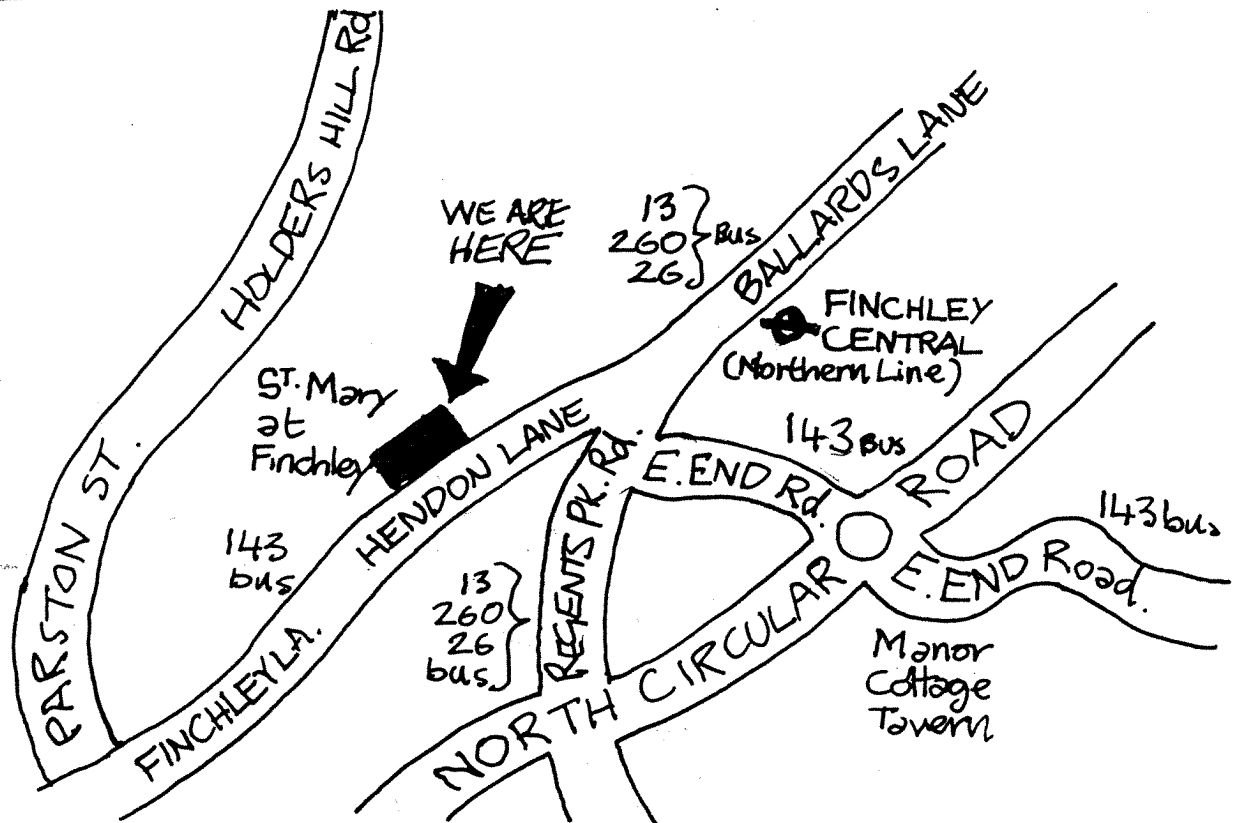 HOLDERS HILL Rd
PARSTON ST.
WE ARE
HERE
13
260
26
Bus
BALLARDS LANE
FINCHLEY
CENTRAL
(Northern Line)
ST. Mary
at
Finchley
HENDON LANE
143
bus
FINCHLEY LA.
REGENTS PK. Rd.
13
260
26
bus
143 BUS
E. END Rd.
NORTH CIRCULAR ROAD
143 bus
E. END Road.
Manor
Cottage
Tavern